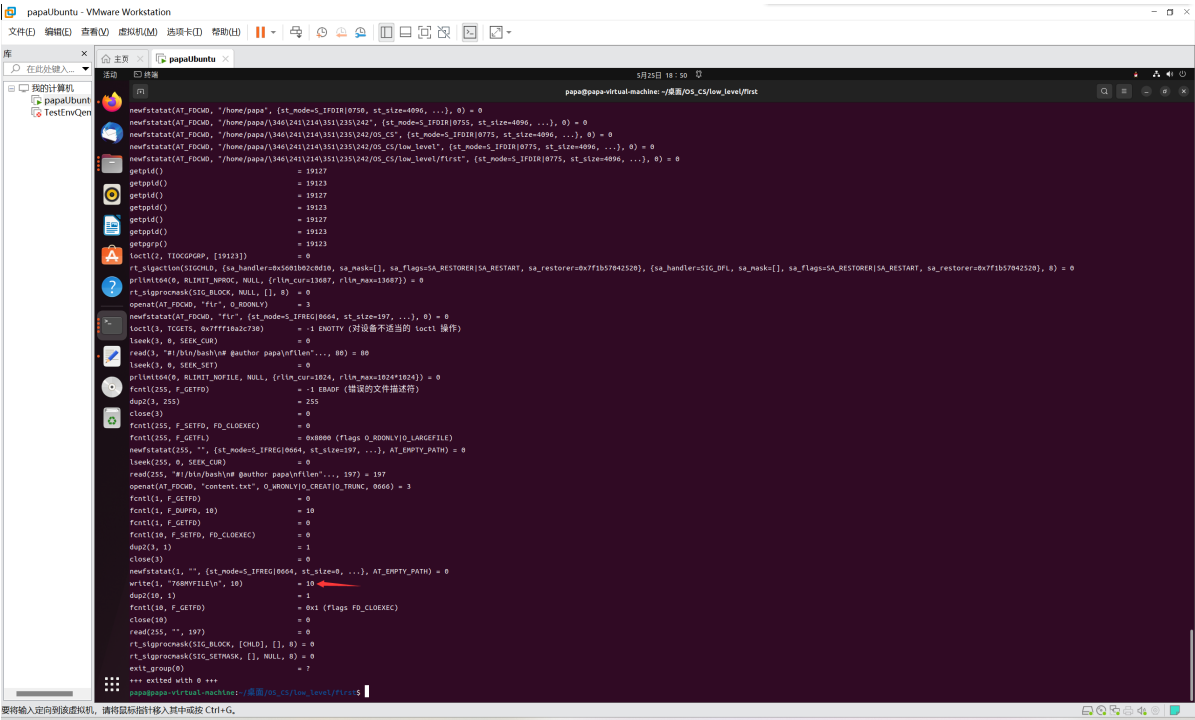 papaUbuntu - VMware Workstation
文件(F) 编辑(E) 查看(V) 虚拟机(M) 选项卡(T) 帮助(H)
库
在此处键入...
我的计算机
papaUbunt
TestEnvQen
主页
papaUbuntu
活动 终端 5月25日 18:50
papa@papa-virtual-machine: ~/桌面/OS_CS/low_level/first
newfstatat(AT_FDCWD, "/home/papa", {st_mode=S_IFDIR|0750, st_size=4096, ...}, 0) = 0
newfstatat(AT_FDCWD, "/home/papa/\346\241\214\351\235\242", {st_mode=S_IFDIR|0755, st_size=4096, ...}, 0) = 0
newfstatat(AT_FDCWD, "/home/papa/\346\241\214\351\235\242/OS_CS", {st_mode=S_IFDIR|0775, st_size=4096, ...}, 0) = 0
newfstatat(AT_FDCWD, "/home/papa/\346\241\214\351\235\242/OS_CS/low_level", {st_mode=S_IFDIR|0775, st_size=4096, ...}, 0) = 0
newfstatat(AT_FDCWD, "/home/papa/\346\241\214\351\235\242/OS_CS/low_level/first", {st_mode=S_IFDIR|0775, st_size=4096, ...}, 0) = 0
getpid() = 19127
getppid() = 19123
getpid() = 19127
getppid() = 19123
getpid() = 19127
getppid() = 19123
getpgrp() = 19123
ioctl(2, TIOCGPGRP, [19123]) = 0
rt_sigaction(SIGCHLD, {sa_handler=0x5601b02c0d10, sa_mask=[], sa_flags=SA_RESTORER|SA_RESTART, sa_restorer=0x7f1b57042520}, {sa_handler=SIG_DFL, sa_mask=[], sa_flags=SA_RESTORER|SA_RESTART, sa_restorer=0x7f1b57042520}, 8) = 0
prlimit64(0, RLIMIT_NPROC, NULL, {rlim_cur=13687, rlim_max=13687}) = 0
rt_sigprocmask(SIG_BLOCK, NULL, [], 8) = 0
openat(AT_FDCWD, "fir", O_RDONLY) = 3
newfstatat(AT_FDCWD, "fir", {st_mode=S_IFREG|0664, st_size=197, ...}, 0) = 0
ioctl(3, TCGETS, 0x7fff10a2c730) = -1 ENOTTY (对设备不适当的 ioctl 操作)
lseek(3, 0, SEEK_CUR) = 0
read(3, "#!/bin/bash\n# @author papa\nfilen"..., 80) = 80
lseek(3, 0, SEEK_SET) = 0
prlimit64(0, RLIMIT_NOFILE, NULL, {rlim_cur=1024, rlim_max=1024*1024}) = 0
fcntl(255, F_GETFD) = -1 EBADF (错误的文件描述符)
dup2(3, 255) = 255
close(3) = 0
fcntl(255, F_SETFD, FD_CLOEXEC) = 0
fcntl(255, F_GETFL) = 0x8000 (flags O_RDONLY|O_LARGEFILE)
newfstatat(255, "", {st_mode=S_IFREG|0664, st_size=197, ...}, AT_EMPTY_PATH) = 0
lseek(255, 0, SEEK_CUR) = 0
read(255, "#!/bin/bash\n# @author papa\nfilen"..., 197) = 197
openat(AT_FDCWD, "content.txt", O_WRONLY|O_CREAT|O_TRUNC, 0666) = 3
fcntl(1, F_GETFD) = 0
fcntl(1, F_DUPFD, 10) = 10
fcntl(1, F_GETFD) = 0
fcntl(10, F_SETFD, FD_CLOEXEC) = 0
dup2(3, 1) = 1
close(3) = 0
newfstatat(1, "", {st_mode=S_IFREG|0664, st_size=0, ...}, AT_EMPTY_PATH) = 0
write(1, "768MYFILE\n", 10) = 10
dup2(10, 1) = 1
fcntl(10, F_GETFD) = 0x1 (flags FD_CLOEXEC)
close(10) = 0
read(255, "", 197) = 0
rt_sigprocmask(SIG_BLOCK, [CHLD], [], 8) = 0
rt_sigprocmask(SIG_SETMASK, [], NULL, 8) = 0
exit_group(0) = ?
+++ exited with 0 +++
papa@papa-virtual-machine:~/桌面/OS_CS/low_level/first$
要将输入定向到该虚拟机，请将鼠标指针移入其中或按 Ctrl+G。